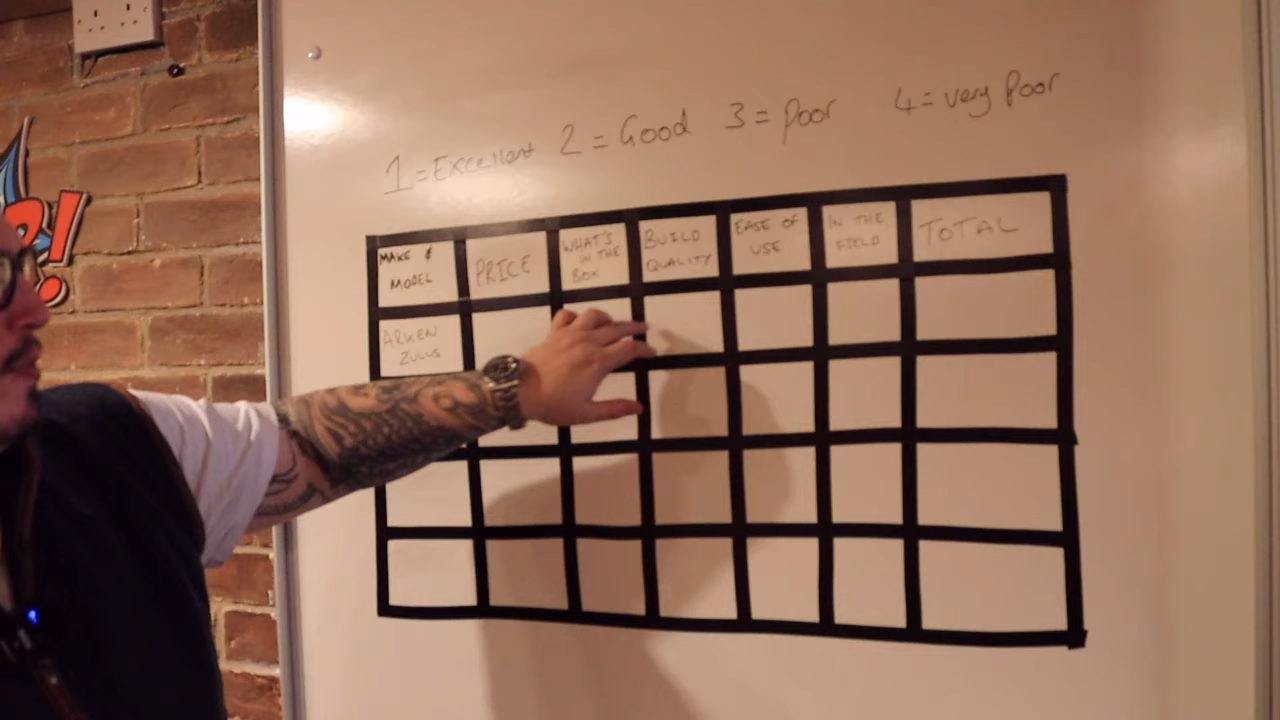 1=Excellent 2=Good 3=Poor 4=very Poor
MAKE &
MODEL
PRICE
WHAT'S
IN THE
BOX
BUILD
QUALITY
EASE OF
USE
IN THE
FIELD
TOTAL
ARKEN
ZULUS